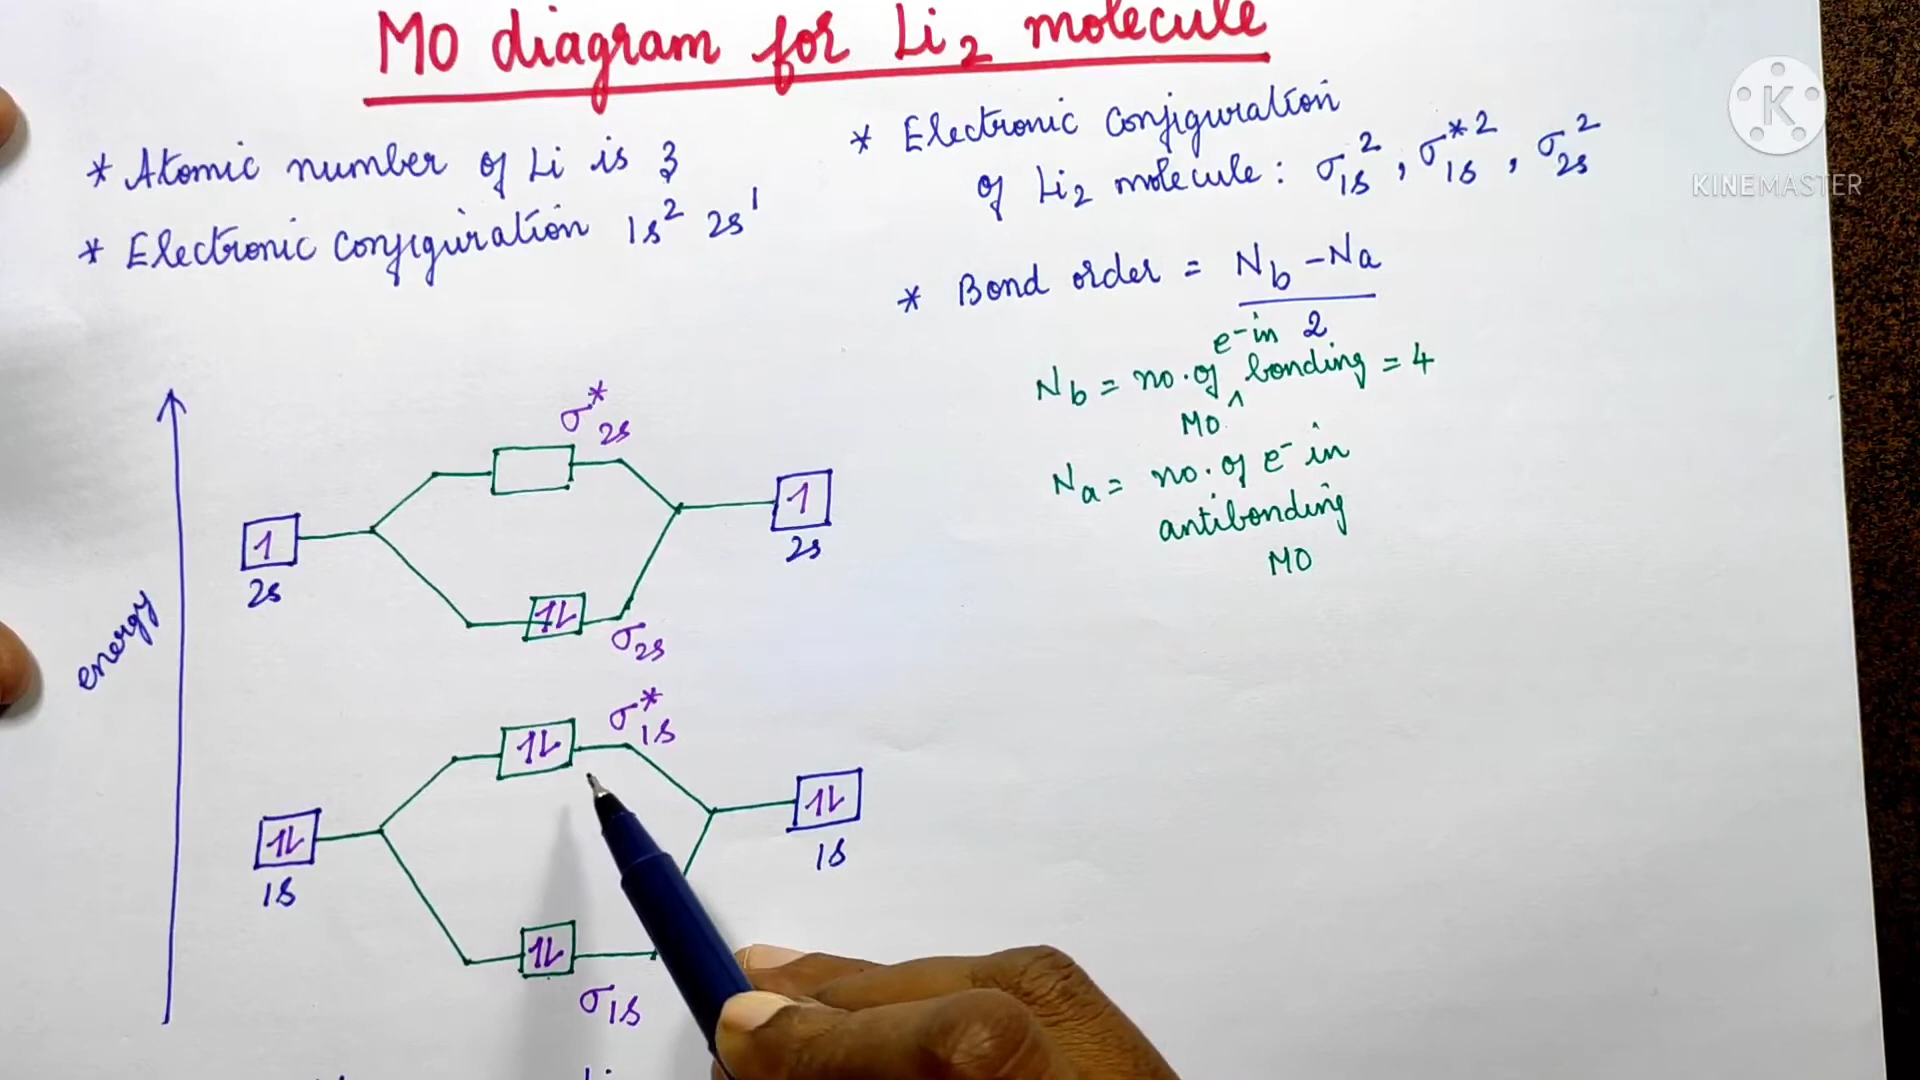 MO diagram for Li₂ molecule
* Atomic number of Li is 3
* Electronic configuration 1s² 2s¹
* Electronic configuration
of Li₂ molecule : σ1s², σ*1s², σ2s²
* Bond order = Nb - Na
2
e⁻ in
Nb = no. of ^ bonding = 4
MO
Na = no. of e⁻ in
antibonding
MO
energy
σ*2s
1
2s
1
2s
1L
σ2s
σ*1s
1L
1L
1s
1L
1s
1L
σ1s
K
KINEMASTER